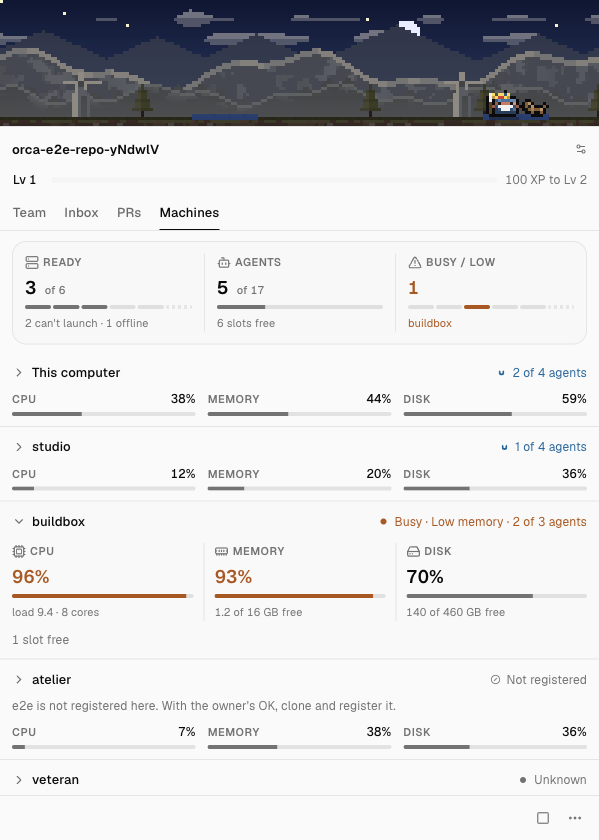 orca-e2e-repo-yNdwlV
Lv 1
100 XP to Lv 2
Team Inbox PRs Machines
READY
3 of 6
2 can't launch · 1 offline
AGENTS
5 of 17
6 slots free
BUSY / LOW
1
buildbox
This computer
2 of 4 agents
CPU 38% MEMORY 44% DISK 59%
studio
1 of 4 agents
CPU 12% MEMORY 20% DISK 36%
buildbox
Busy · Low memory · 2 of 3 agents
CPU
96%
load 9.4 · 8 cores
MEMORY
93%
1.2 of 16 GB free
DISK
70%
140 of 460 GB free
1 slot free
atelier
Not registered
e2e is not registered here. With the owner's OK, clone and register it.
CPU 7% MEMORY 38% DISK 36%
veteran
Unknown